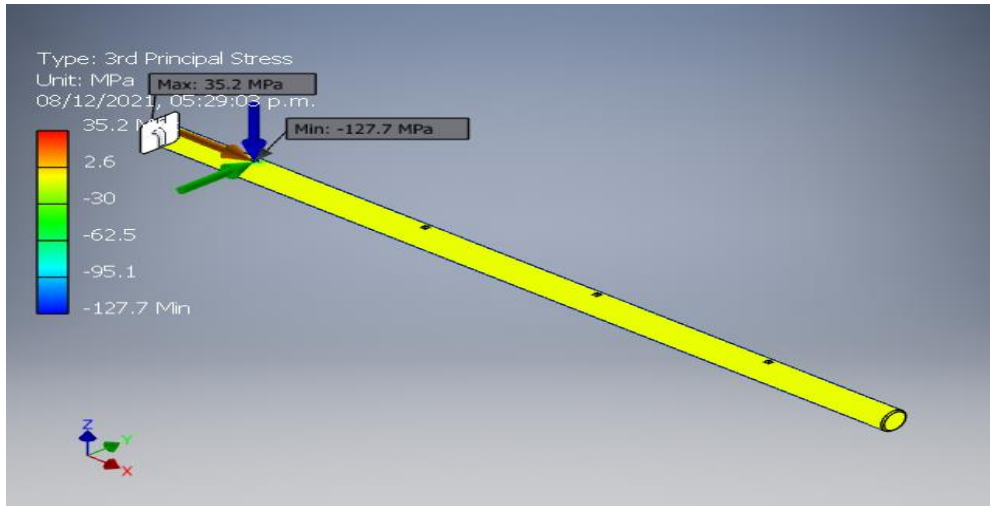 Type: 3rd Principal Stress
Unit: MPa
Max: 35.2 MPa
08/12/2021, 05:29:03 p.m.
Min: -127.7 MPa
35.2
2.6
-30
-62.5
-95.1
-127.7 Min
Z
Y
X